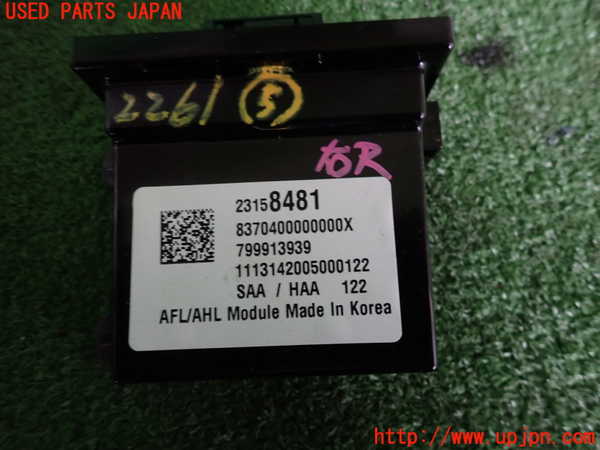 USED PARTS JAPAN
2261 ⑤
右R
23158481
8370400000000X
799913939
1113142005000122
SAA / HAA 122
AFL/AHL Module Made In Korea
http://www.upjpn.com